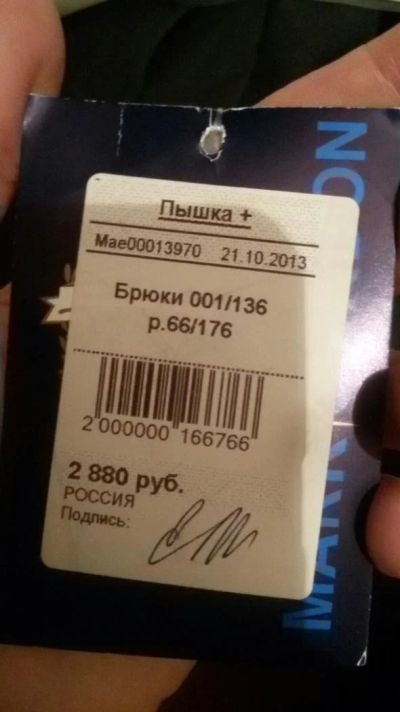 Пышка +
Мае00013970 21.10.2013
Брюки 001/136
р.66/176
2 000000 166766
2 880 руб.
РОССИЯ
Подпись: